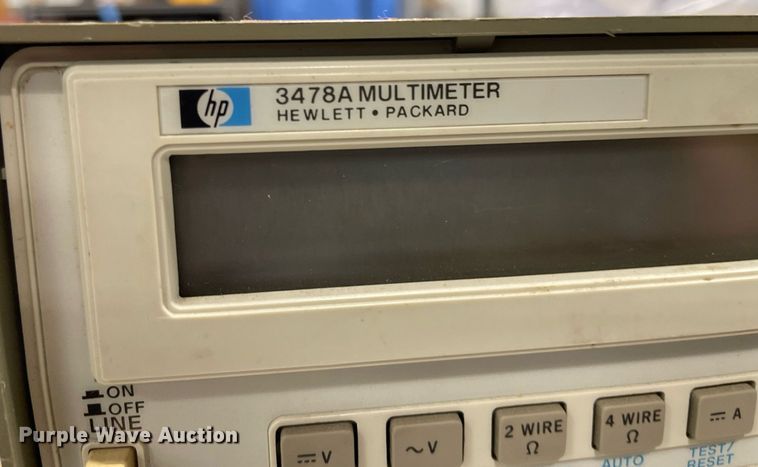 hp
3478A MULTIMETER
HEWLETT • PACKARD
ON
OFF
LINE
⎓ V
~ V
2 WIRE
Ω
4 WIRE
Ω
⎓ A
AUTO
TEST/
RESET
Purple Wave Auction